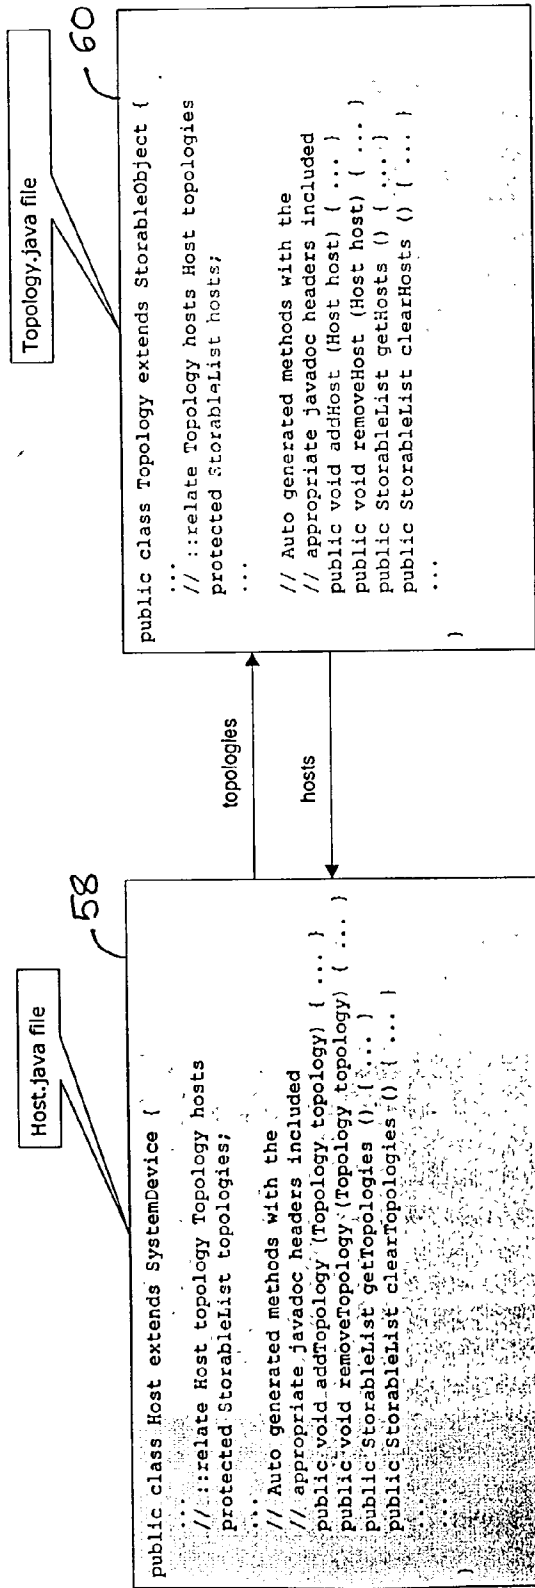 Host.java file
58
public class Host extends SystemDevice {
...
// ::relate Host topology Topology hosts
protected StorableList topologies;
...
// Auto generated methods with the
// appropriate javadoc headers included
public void addTopology (Topology topology) { ... }
public void removeTopology (Topology topology) { ... }
public StorableList getTopologies () { ... }
public StorableList clearTopologies () { ... }
...
...
}
topologies
hosts
Topology.java file
60
public class Topology extends StorableObject {
...
// ::relate Topology hosts Host topologies
protected StorableList hosts;
...
// Auto generated methods with the
// appropriate javadoc headers included
public void addHost (Host host) { ... }
public void removeHost (Host host) { ... }
public StorableList getHosts () { ... }
public StorableList clearHosts () { ... }
...
}